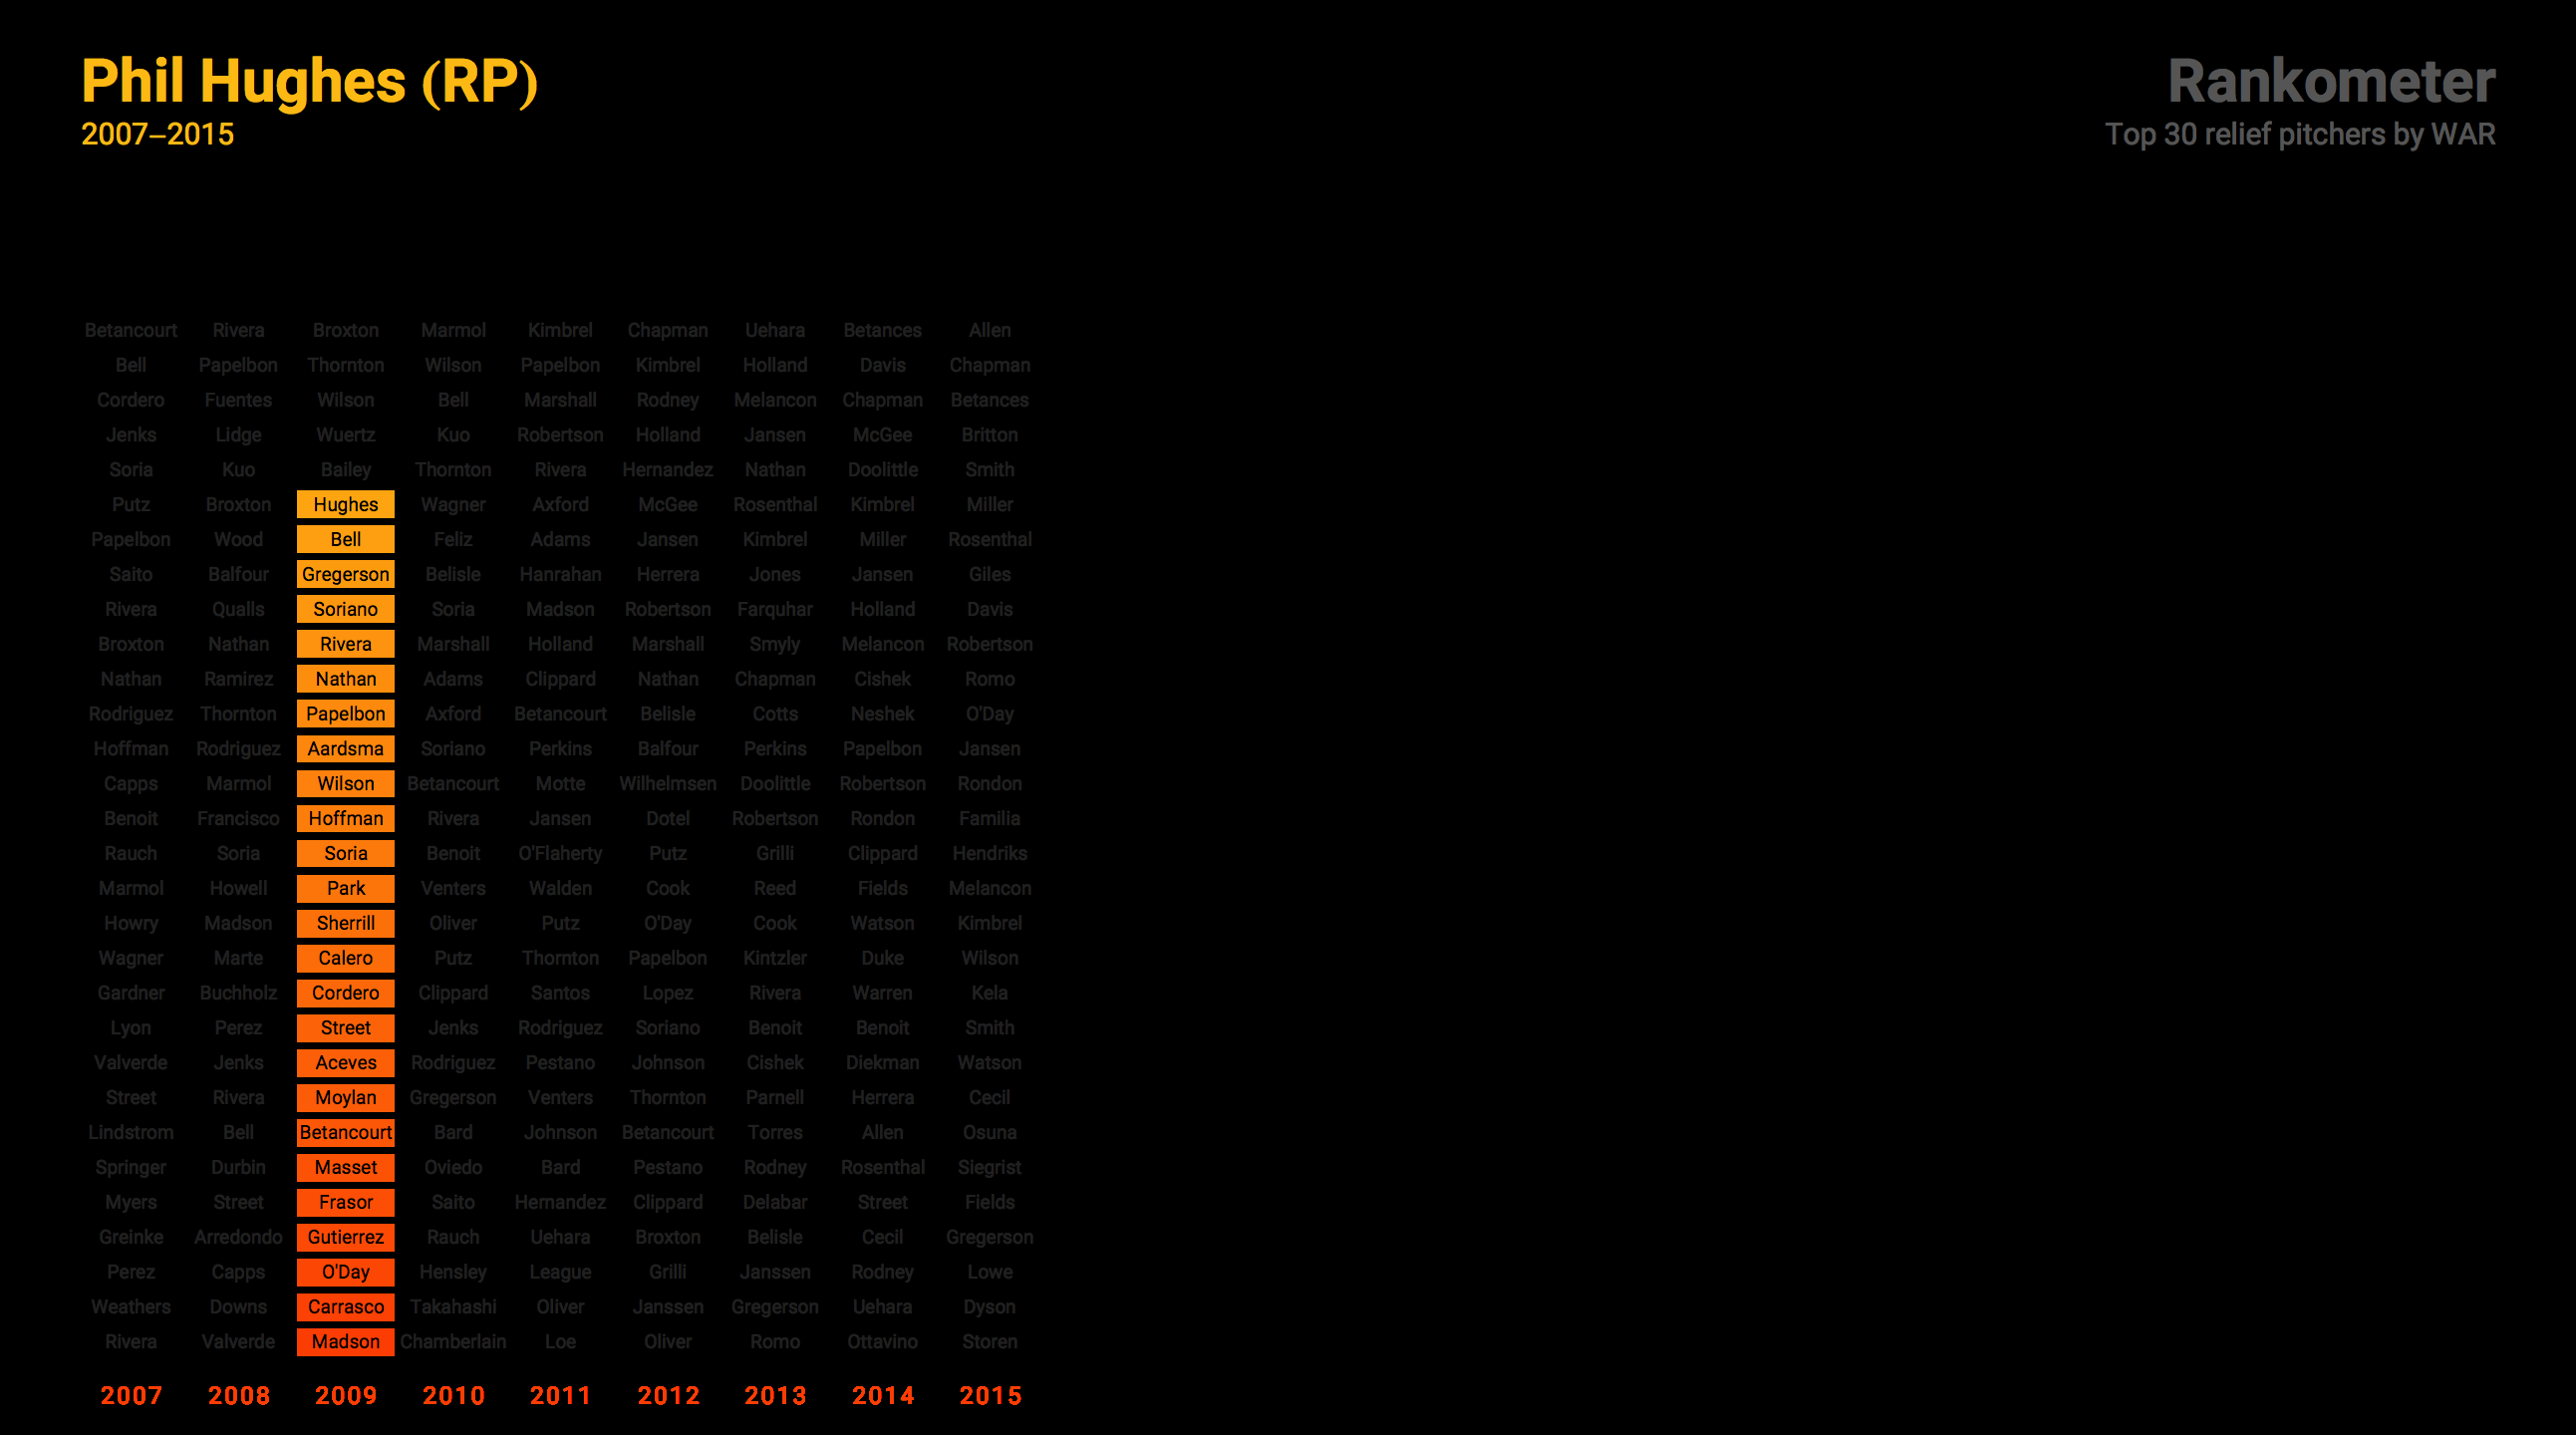 Phil Hughes (RP)
2007–2015
Rankometer
Top 30 relief pitchers by WAR
Betancourt Rivera Broxton Marmol Kimbrel Chapman Uehara Betances Allen
Bell Papelbon Thornton Wilson Papelbon Kimbrel Holland Davis Chapman
Cordero Fuentes Wilson Bell Marshall Rodney Melancon Chapman Betances
Jenks Lidge Wuertz Kuo Robertson Holland Jansen McGee Britton
Soria Kuo Bailey Thornton Rivera Hernandez Nathan Doolittle Smith
Putz Broxton Hughes Wagner Axford McGee Rosenthal Kimbrel Miller
Papelbon Wood Bell Feliz Adams Jansen Kimbrel Miller Rosenthal
Saito Balfour Gregerson Belisle Hanrahan Herrera Jones Jansen Giles
Rivera Qualls Soriano Soria Madson Robertson Farquhar Holland Davis
Broxton Nathan Rivera Marshall Holland Marshall Smyly Melancon Robertson
Nathan Ramirez Nathan Adams Clippard Nathan Chapman Cishek Romo
Rodriguez Thornton Papelbon Axford Betancourt Belisle Cotts Neshek O'Day
Hoffman Rodriguez Aardsma Soriano Perkins Balfour Perkins Papelbon Jansen
Capps Marmol Wilson Betancourt Motte Wilhelmsen Doolittle Robertson Rondon
Benoit Francisco Hoffman Rivera Jansen Dotel Robertson Rondon Familia
Rauch Soria Soria Benoit O'Flaherty Putz Grilli Clippard Hendriks
Marmol Howell Park Venters Walden Cook Reed Fields Melancon
Howry Madson Sherrill Oliver Putz O'Day Cook Watson Kimbrel
Wagner Marte Calero Putz Thornton Papelbon Kintzler Duke Wilson
Gardner Buchholz Cordero Clippard Santos Lopez Rivera Warren Kela
Lyon Perez Street Jenks Rodriguez Soriano Benoit Benoit Smith
Valverde Jenks Aceves Rodriguez Pestano Johnson Cishek Diekman Watson
Street Rivera Moylan Gregerson Venters Thornton Parnell Herrera Cecil
Lindstrom Bell Betancourt Bard Johnson Betancourt Torres Allen Osuna
Springer Durbin Masset Oviedo Bard Pestano Rodney Rosenthal Siegrist
Myers Street Frasor Saito Hernandez Clippard Delabar Street Fields
Greinke Arredondo Gutierrez Rauch Uehara Broxton Belisle Cecil Gregerson
Perez Capps O'Day Hensley League Grilli Janssen Rodney Lowe
Weathers Downs Carrasco Takahashi Oliver Janssen Gregerson Uehara Dyson
Rivera Valverde Madson Chamberlain Loe Oliver Romo Ottavino Storen
2007 2008 2009 2010 2011 2012 2013 2014 2015